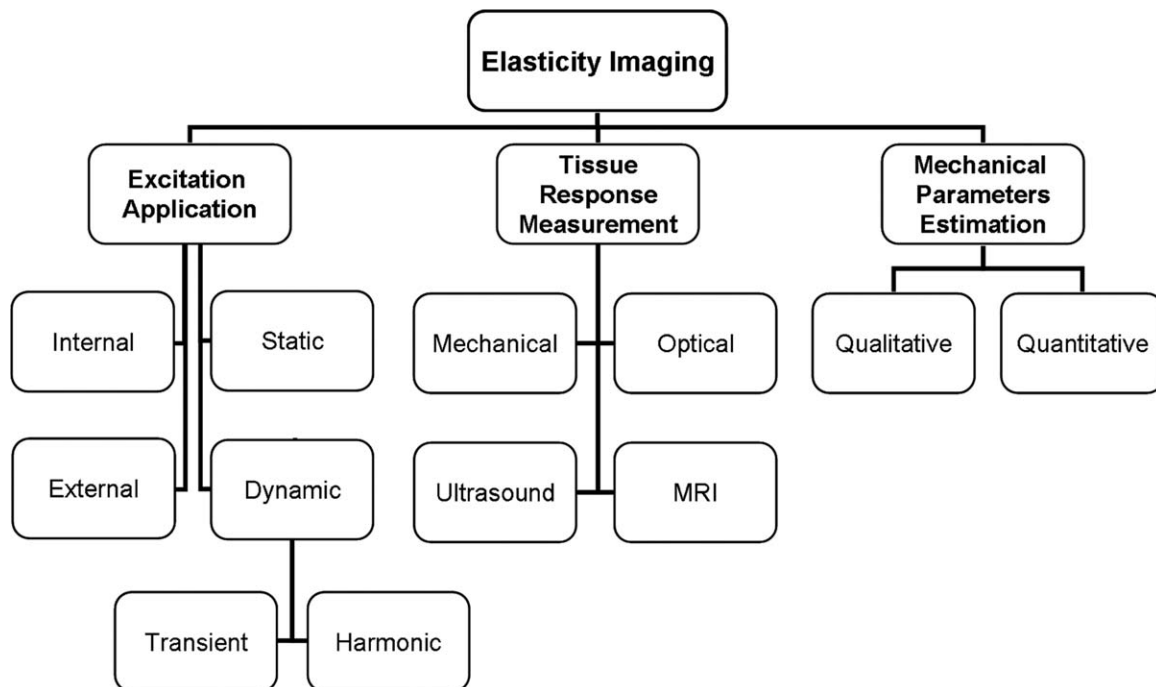 Elasticity Imaging
Excitation
Application
Tissue
Response
Measurement
Mechanical
Parameters
Estimation
Internal
Static
Mechanical
Optical
Qualitative
Quantitative
External
Dynamic
Ultrasound
MRI
Transient
Harmonic